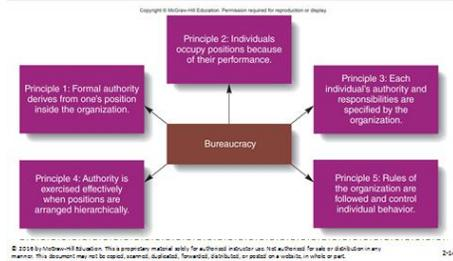 Copyright © McGraw-Hill Education. Permission required for reproduction or display.
Principle 2: Individuals
occupy positions because
of their performance.
Principle 1: Formal authority
derives from one's position
inside the organization.
Principle 3: Each
individual's authority and
responsibilities are
specified by the
organization.
Bureaucracy
Principle 4: Authority is
exercised effectively
when positions are
arranged hierarchically.
Principle 5: Rules of
the organization are
followed and control
individual behavior.
© 2016 by McGraw-Hill Education. This is proprietary material solely for authorized instructor use. Not authorized for sale or distribution in any
manner. This document may not be copied, scanned, duplicated, forwarded, distributed, or posted on a website, in whole or part.